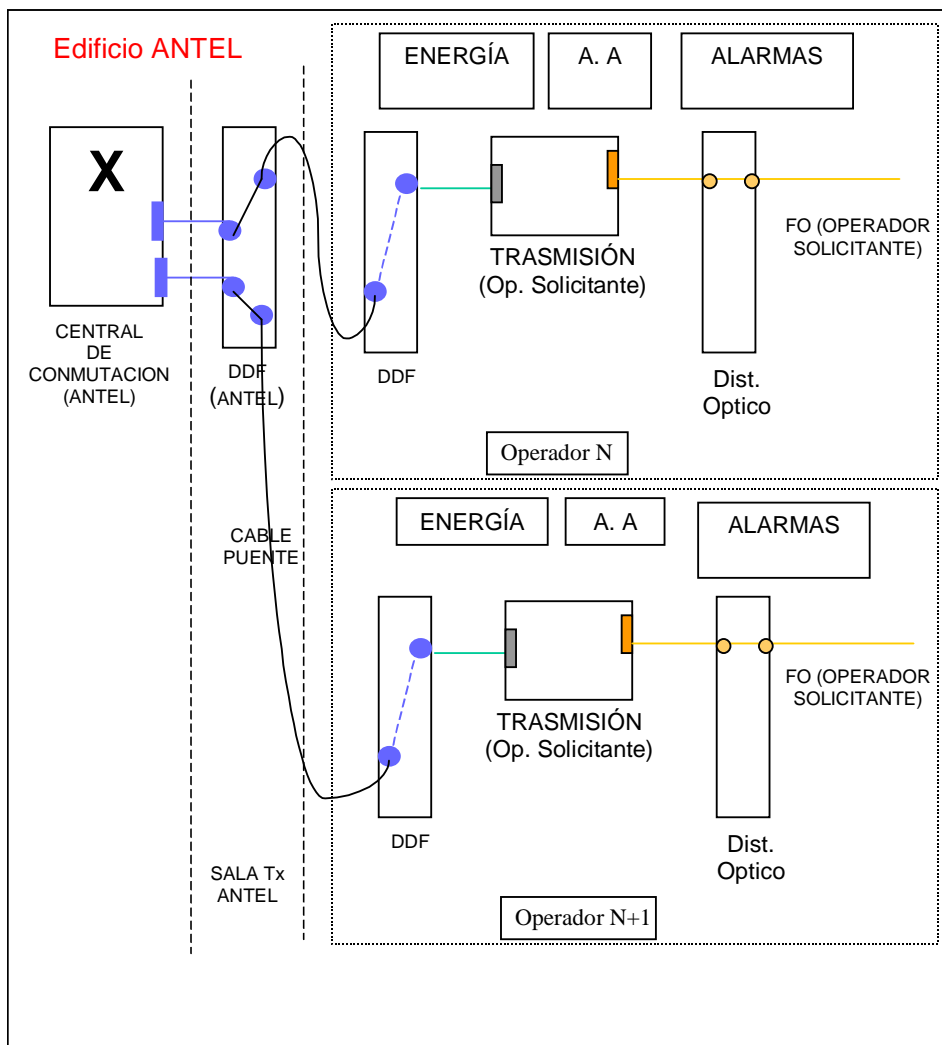 Edificio ANTEL
ENERGÍA
A. A
ALARMAS
X
CENTRAL
DE
CONMUTACION
(ANTEL)
DDF
(ANTEL)
DDF
TRASMISIÓN
(Op. Solicitante)
Dist.
Optico
FO (OPERADOR
SOLICITANTE)
Operador N
ENERGÍA
A. A
ALARMAS
CABLE
PUENTE
DDF
TRASMISIÓN
(Op. Solicitante)
Dist.
Optico
FO (OPERADOR
SOLICITANTE)
SALA Tx
ANTEL
Operador N+1